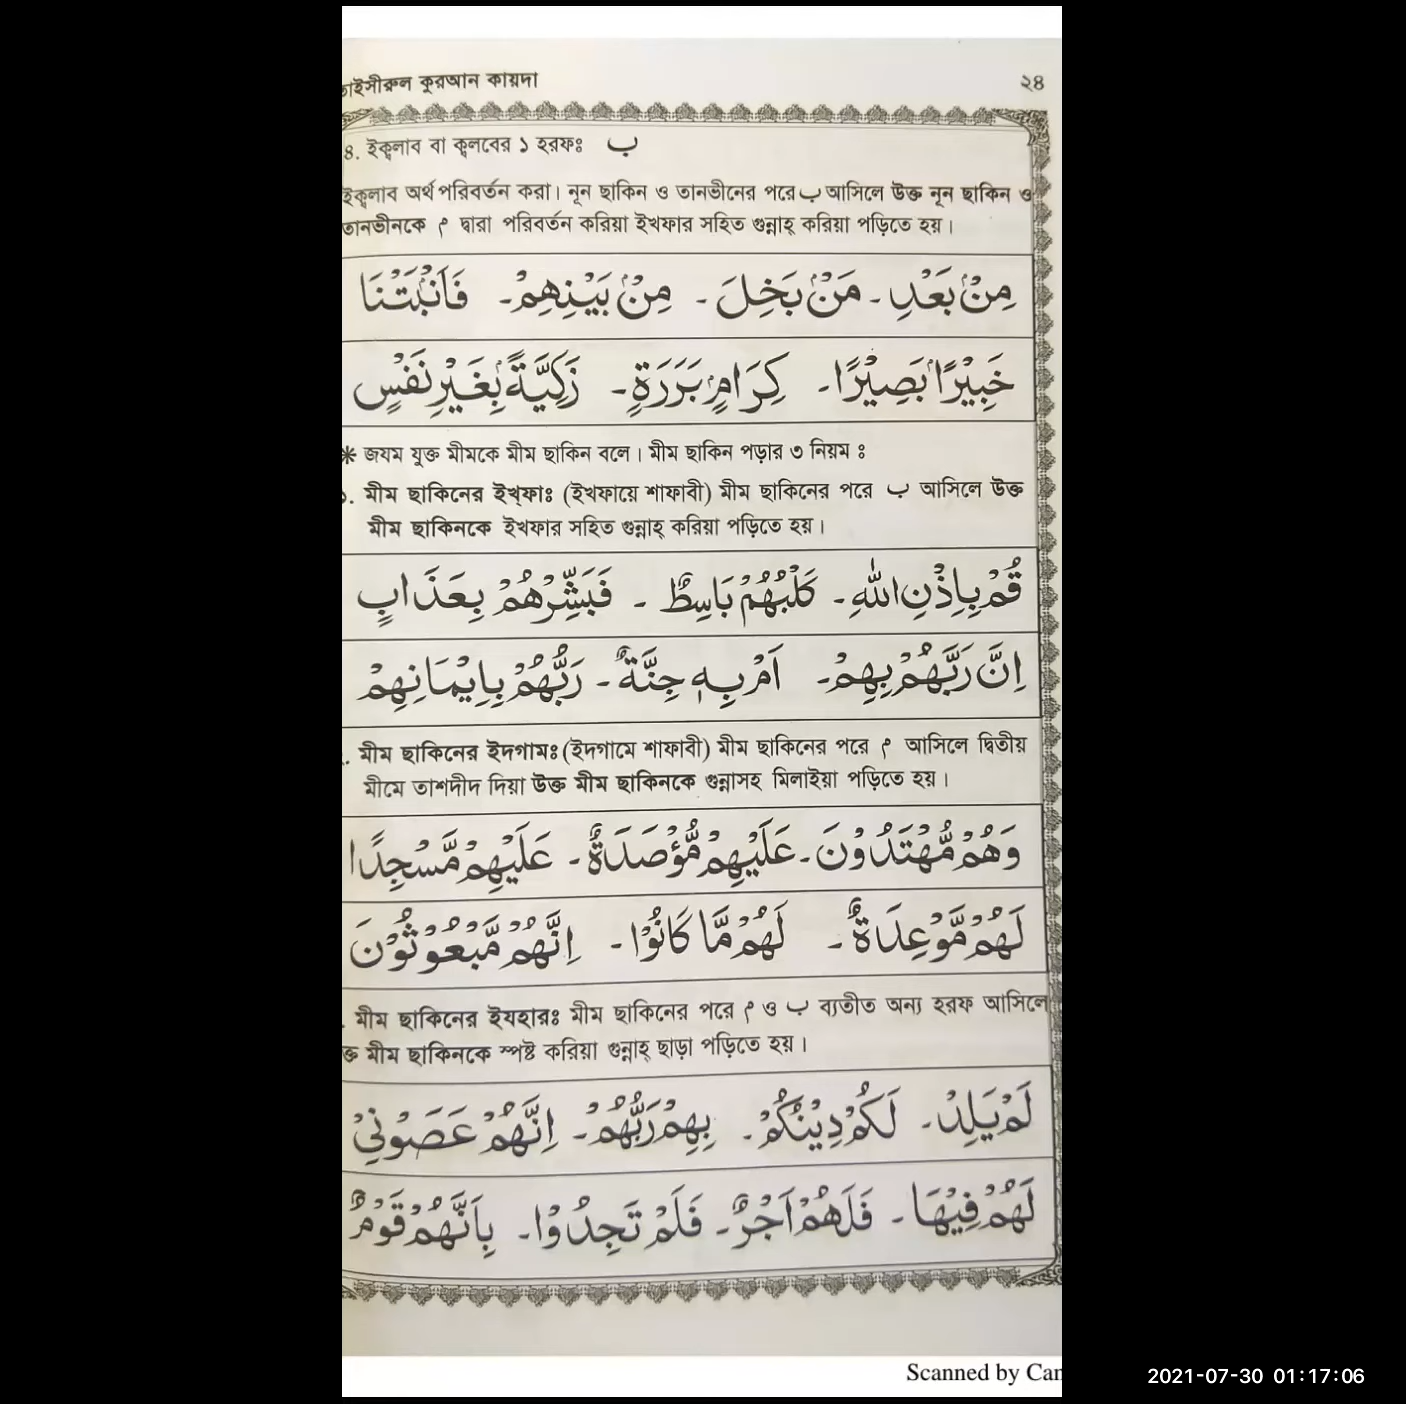 তাইসীরুল কুরআন কায়দা ২৪
৪. ইক্বলাব বা ক্বলবের ১ হরফঃ ب
ইক্বলাব অর্থ পরিবর্তন করা। নূন ছাকিন ও তানভীনের পরে ب আসিলে উক্ত নূন ছাকিন ও
তানভীনকে م দ্বারা পরিবর্তন করিয়া ইখফার সহিত গুন্নাহ্ করিয়া পড়িতে হয়।
مِنْۢ بَعْدِ۔ مَنْۢ بَخِلَ ۔ مِنْۢ بَيْنِهِمْ۔ فَاَنْۢبَتْنَا
خَبِيْرًاۢ بَصِيْرًا۔ كِرَامٍۢ بَرَرَةٍ۔ زَكِيَّةًۢ بِغَيْرِ نَفْسٍ
* জযম যুক্ত মীমকে মীম ছাকিন বলে। মীম ছাকিন পড়ার ৩ নিয়ম ঃ
১. মীম ছাকিনের ইখ্ফাঃ (ইখফায়ে শাফাবী) মীম ছাকিনের পরে ب আসিলে উক্ত
মীম ছাকিনকে ইখফার সহিত গুন্নাহ্ করিয়া পড়িতে হয়।
قُمْ بِاِذْنِ اللّٰهِ۔ كَلْبُهُمْ بَاسِطٌ ۔ فَبَشِّرْهُمْ بِعَذَابٍ
اِنَّ رَبَّهُمْ بِهِمْ۔ اَمْ بِهٖ جِنَّةٌ۔ رَبُّهُمْ بِاِيْمَانِهِمْ
. মীম ছাকিনের ইদগামঃ (ইদগামে শাফাবী) মীম ছাকিনের পরে م আসিলে দ্বিতীয়
মীমে তাশদীদ দিয়া উক্ত মীম ছাকিনকে গুন্নাসহ মিলাইয়া পড়িতে হয়।
وَهُمْ مُّهْتَدُوْنَ۔ عَلَيْهِمْ مُّؤْصَدَةٌ۔ عَلَيْهِمْ مَّسْجِدًا
لَهُمْ مَّوْعِدَةٌ ۔ لَهُمْ مَّا كَانُوْا۔ اِنَّهُمْ مَّبْعُوْثُوْنَ
. মীম ছাকিনের ইযহারঃ মীম ছাকিনের পরে م ও ب ব্যতীত অন্য হরফ আসিলে
ক্ত মীম ছাকিনকে স্পষ্ট করিয়া গুন্নাহ্ ছাড়া পড়িতে হয়।
لَمْ يَلِدْ۔ لَكُمْ دِيْنُكُمْ۔ بِهِمْ رَبُّهُمْ۔ اِنَّهُمْ عَصَوْنِيْ
لَهُمْ فِيْهَا۔ فَلَهُمْ اَجْرٌ۔ فَلَمْ تَجِدُوْا۔ بِاَنَّهُمْ قَوْمٌ
Scanned by Can
2021-07-30 01:17:06